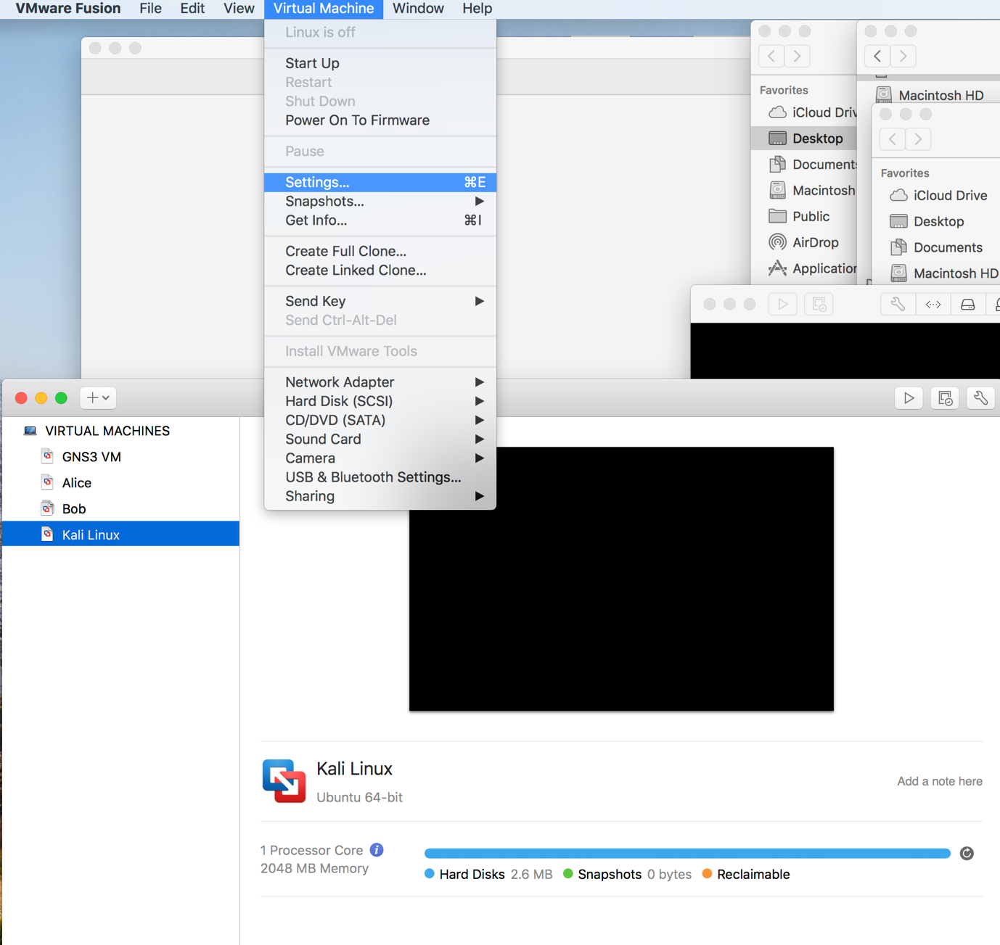 VMware Fusion File Edit View Virtual Machine Window Help
Linux is off
Start Up
Restart
Shut Down
Power On To Firmware
Pause
Settings... ⌘E
Snapshots...
Get Info... ⌘I
Create Full Clone...
Create Linked Clone...
Send Key
Send Ctrl-Alt-Del
Install VMware Tools
Network Adapter
Hard Disk (SCSI)
CD/DVD (SATA)
Sound Card
Camera
USB & Bluetooth Settings...
Sharing
Favorites
iCloud Driv
Desktop
Documents
Macintosh
Public
AirDrop
Application
Macintosh HD
Favorites
iCloud Drive
Desktop
Documents
Macintosh HD
VIRTUAL MACHINES
GNS3 VM
Alice
Bob
Kali Linux
Kali Linux
Ubuntu 64-bit
Add a note here
1 Processor Core
2048 MB Memory
Hard Disks 2.6 MB Snapshots 0 bytes Reclaimable